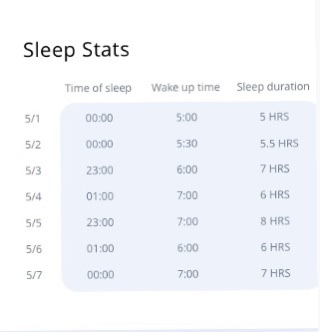 Sleep Stats
Time of sleep Wake up time Sleep duration
5/1 00:00 5:00 5 HRS
5/2 00:00 5:30 5.5 HRS
5/3 23:00 6:00 7 HRS
5/4 01:00 7:00 6 HRS
5/5 23:00 7:00 8 HRS
5/6 01:00 6:00 6 HRS
5/7 00:00 7:00 7 HRS